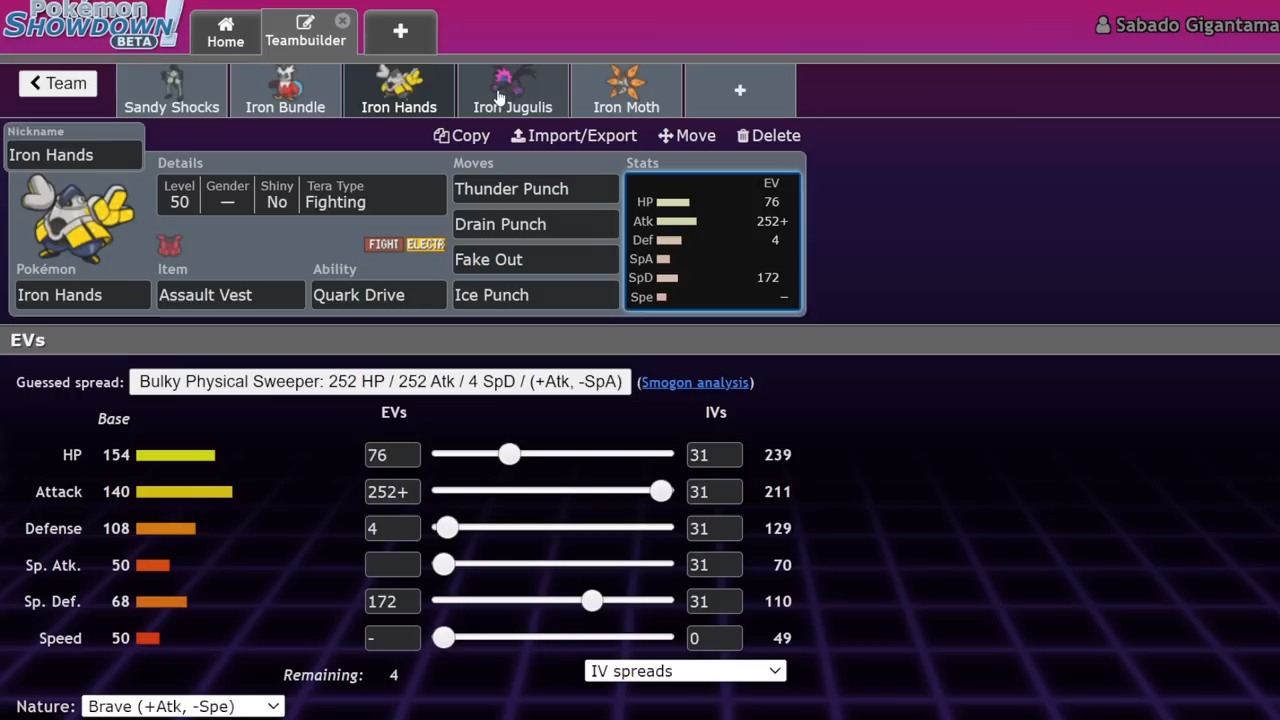 Pokémon
SHOWDOWN!
BETA
Home
Teambuilder
+
Sabado Gigantama
Team
Sandy Shocks
Iron Bundle
Iron Hands
Iron Jugulis
Iron Moth
+
Nickname
Iron Hands
Copy
Import/Export
Move
Delete
Details
Moves
Stats
Level
Gender
Shiny
Tera Type
50
—
No
Fighting
FIGHT
ELECTR
Pokémon
Item
Ability
Iron Hands
Assault Vest
Quark Drive
Thunder Punch
Drain Punch
Fake Out
Ice Punch
EV
HP 76
Atk 252+
Def 4
SpA
SpD 172
Spe –
EVs
Guessed spread: Bulky Physical Sweeper: 252 HP / 252 Atk / 4 SpD / (+Atk, -SpA) (Smogon analysis)
Base EVs IVs
HP 154 76 31 239
Attack 140 252+ 31 211
Defense 108 4 31 129
Sp. Atk. 50 31 70
Sp. Def. 68 172 31 110
Speed 50 - 0 49
Remaining: 4 IV spreads
Nature: Brave (+Atk, -Spe)